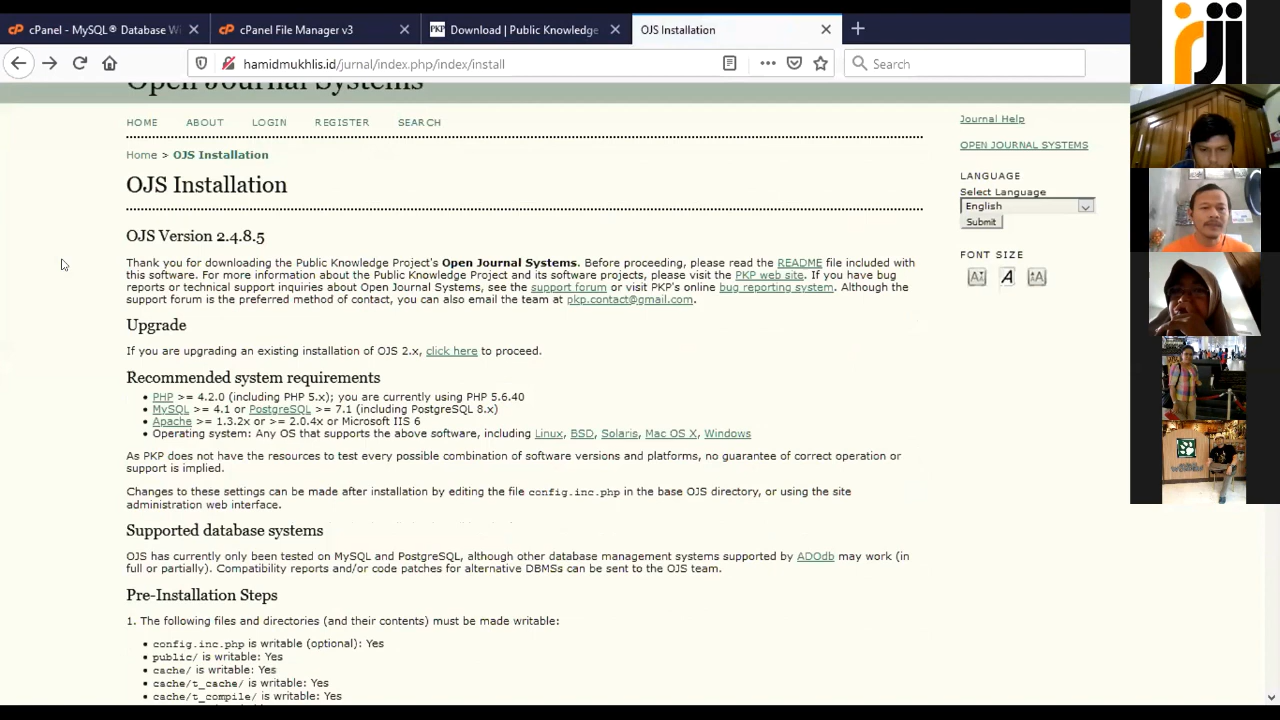 cPanel - MySQL® Database Wi
cPanel File Manager v3
PKP Download | Public Knowledge
OJS Installation
hamidmukhlis.id/jurnal/index.php/index/install
Search
rji
Open Journal Systems
HOME ABOUT LOGIN REGISTER SEARCH
Home > OJS Installation
OJS Installation
OJS Version 2.4.8.5
Thank you for downloading the Public Knowledge Project's Open Journal Systems. Before proceeding, please read the README file included with
this software. For more information about the Public Knowledge Project and its software projects, please visit the PKP web site. If you have bug
reports or technical support inquiries about Open Journal Systems, see the support forum or visit PKP's online bug reporting system. Although the
support forum is the preferred method of contact, you can also email the team at pkp.contact@gmail.com.
Upgrade
If you are upgrading an existing installation of OJS 2.x, click here to proceed.
Recommended system requirements
• PHP >= 4.2.0 (including PHP 5.x); you are currently using PHP 5.6.40
• MySQL >= 4.1 or PostgreSQL >= 7.1 (including PostgreSQL 8.x)
• Apache >= 1.3.2x or >= 2.0.4x or Microsoft IIS 6
• Operating system: Any OS that supports the above software, including Linux, BSD, Solaris, Mac OS X, Windows
As PKP does not have the resources to test every possible combination of software versions and platforms, no guarantee of correct operation or
support is implied.
Changes to these settings can be made after installation by editing the file config.inc.php in the base OJS directory, or using the site
administration web interface.
Supported database systems
OJS has currently only been tested on MySQL and PostgreSQL, although other database management systems supported by ADOdb may work (in
full or partially). Compatibility reports and/or code patches for alternative DBMSs can be sent to the OJS team.
Pre-Installation Steps
1. The following files and directories (and their contents) must be made writable:
• config.inc.php is writable (optional): Yes
• public/ is writable: Yes
• cache/ is writable: Yes
• cache/t_cache/ is writable: Yes
• cache/t_compile/ is writable: Yes
Journal Help
OPEN JOURNAL SYSTEMS
LANGUAGE
Select Language
English
Submit
FONT SIZE
A A A